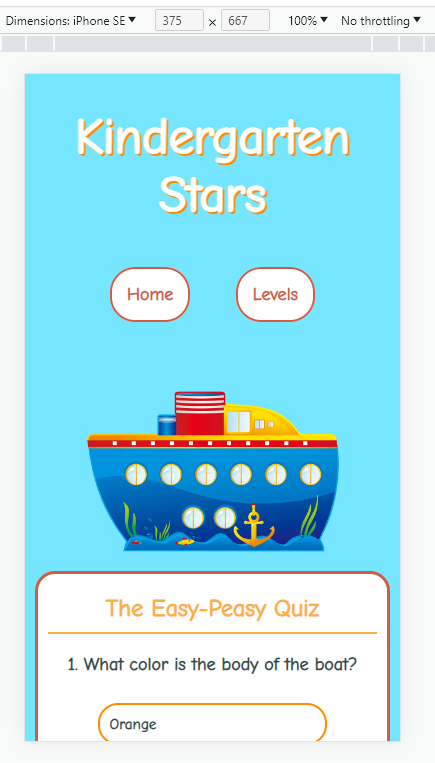 Dimensions: iPhone SE ▼ 375 x 667 100% ▼ No throttling ▼
Kindergarten
Stars
Home Levels
The Easy-Peasy Quiz
1. What color is the body of the boat?
Orange